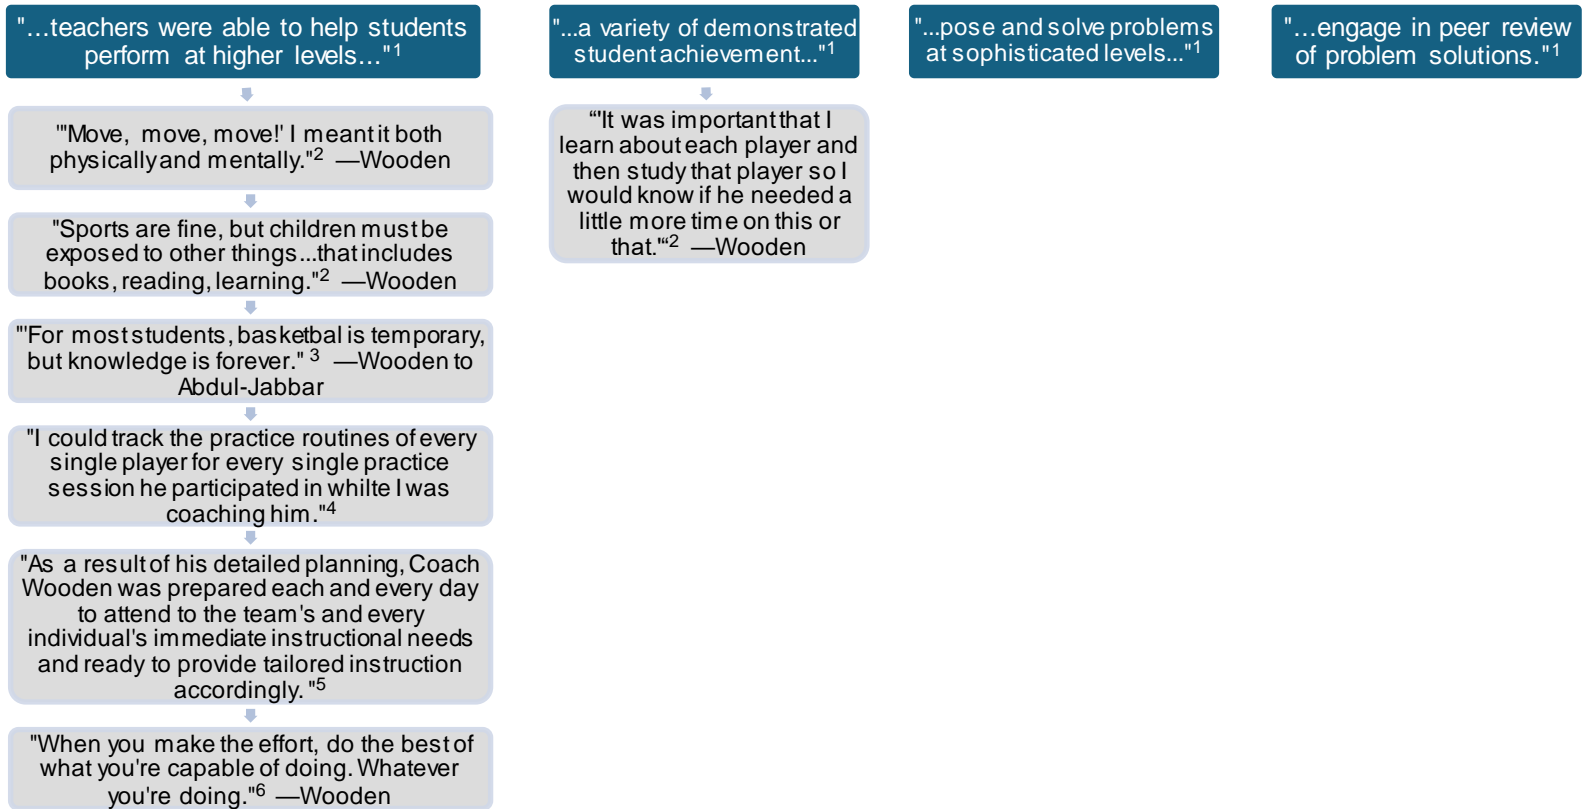 "...teachers were able to help students
perform at higher levels..."1
"'Move, move, move!' I meant it both
physically and mentally."2 —Wooden
"Sports are fine, but children must be
exposed to other things...that includes
books, reading, learning."2 —Wooden
"'For most students, basketbal is temporary,
but knowledge is forever." 3 —Wooden to
Abdul-Jabbar
"I could track the practice routines of every
single player for every single practice
session he participated in whilte I was
coaching him."4
"As a result of his detailed planning, Coach
Wooden was prepared each and every day
to attend to the team's and every
individual's immediate instructional needs
and ready to provide tailored instruction
accordingly. "5
"When you make the effort, do the best of
what you're capable of doing. Whatever
you're doing."6 —Wooden
"...a variety of demonstrated
student achievement..."1
“'It was important that I
learn about each player and
then study that player so I
would know if he needed a
little more time on this or
that.'“2 —Wooden
"...pose and solve problems
at sophisticated levels..."1
"...engage in peer review
of problem solutions."1